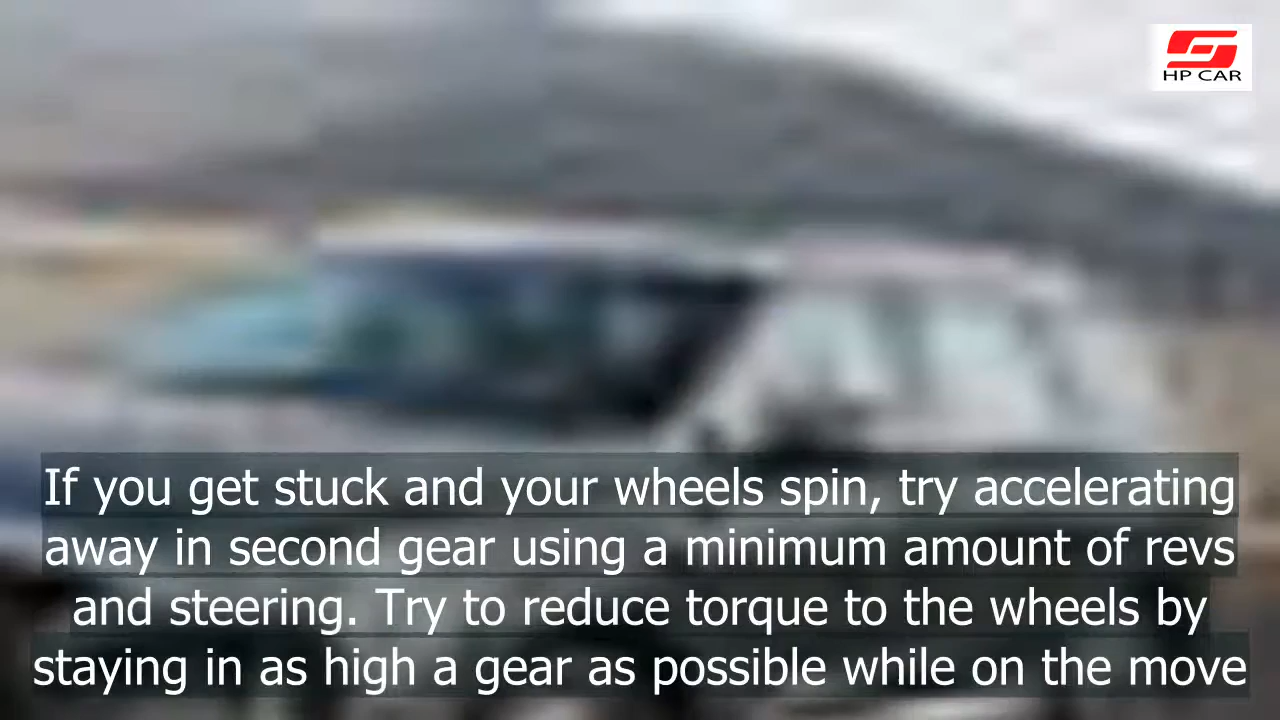 HP CAR
If you get stuck and your wheels spin, try accelerating
away in second gear using a minimum amount of revs
and steering. Try to reduce torque to the wheels by
staying in as high a gear as possible while on the move